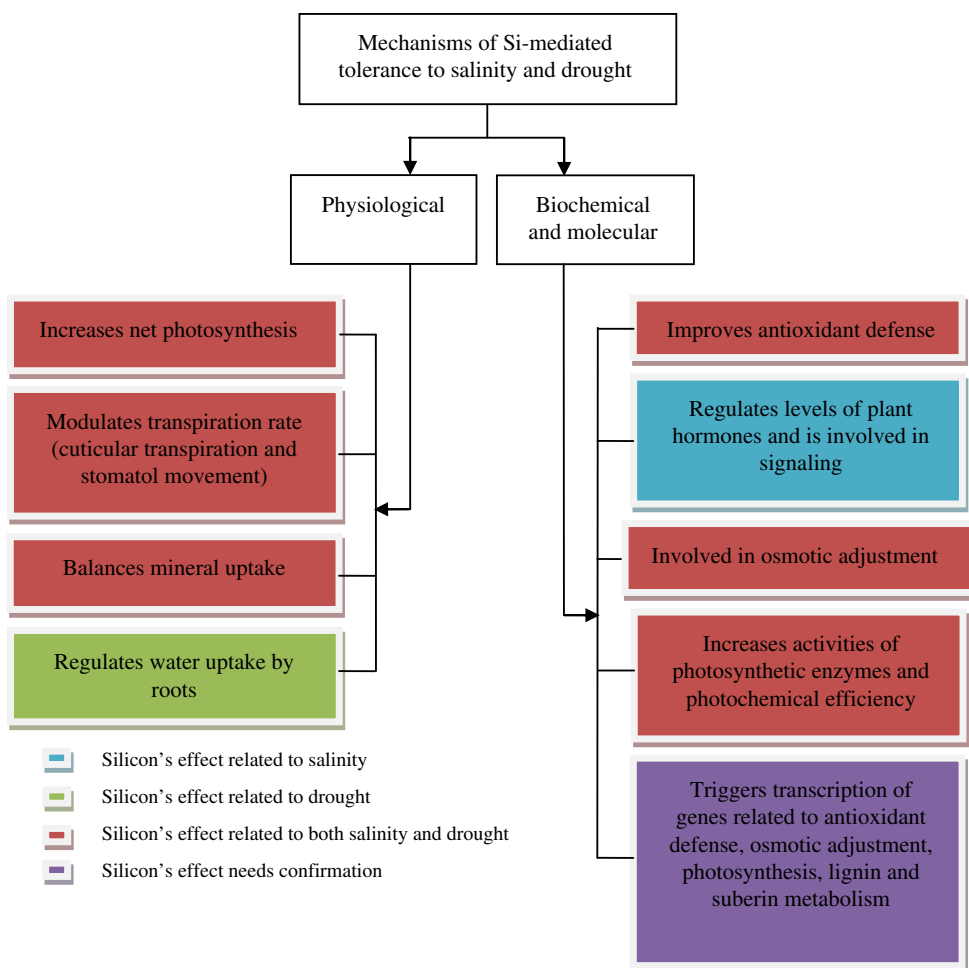 Mechanisms of Si-mediated
tolerance to salinity and drought
Physiological
Biochemical
and molecular
Increases net photosynthesis
Modulates transpiration rate
(cuticular transpiration and
stomatol movement)
Balances mineral uptake
Regulates water uptake by
roots
Improves antioxidant defense
Regulates levels of plant
hormones and is involved in
signaling
Involved in osmotic adjustment
Increases activities of
photosynthetic enzymes and
photochemical efficiency
Triggers transcription of
genes related to antioxidant
defense, osmotic adjustment,
photosynthesis, lignin and
suberin metabolism
Silicon's effect related to salinity
Silicon's effect related to drought
Silicon's effect related to both salinity and drought
Silicon's effect needs confirmation